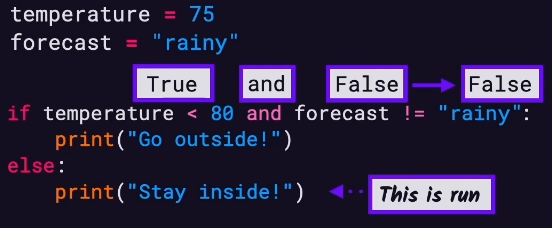 temperature = 75
forecast = "rainy"
True and False False
if temperature < 80 and forecast != "rainy":
print("Go outside!")
else:
print("Stay inside!") This is run